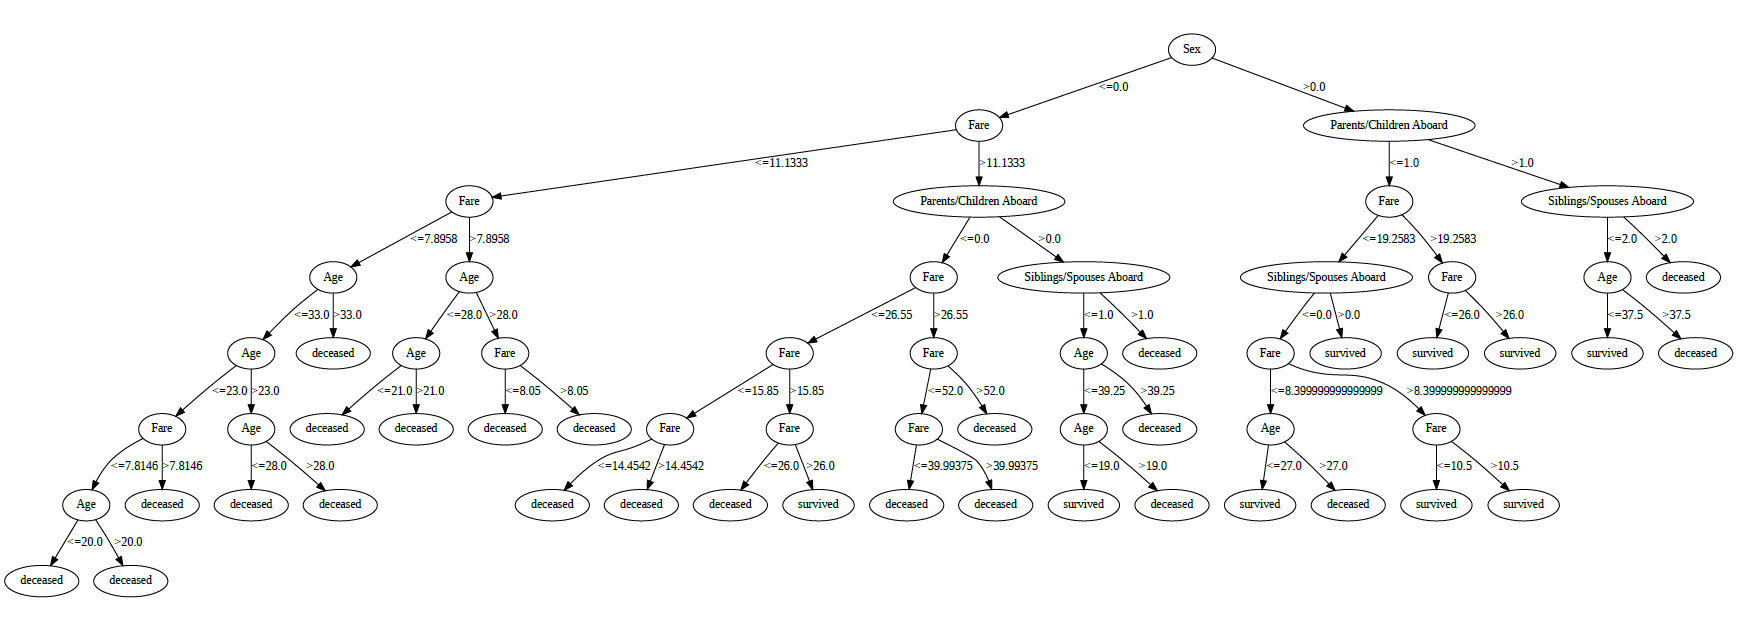 Sex
<=0.0 >0.0
Fare Parents/Children Aboard
<=11.1333 >11.1333 <=1.0 >1.0
Fare Parents/Children Aboard Fare Siblings/Spouses Aboard
<=7.8958 >7.8958 <=0.0 >0.0 <=19.2583 >19.2583 <=2.0 >2.0
Age Age Fare Siblings/Spouses Aboard Siblings/Spouses Aboard Fare Age deceased
<=33.0 >33.0 <=28.0 >28.0 <=26.55 >26.55 <=1.0 >1.0 <=0.0 >0.0 <=26.0 >26.0 <=37.5 >37.5
Age deceased Age Fare Fare Fare Age deceased Fare survived survived survived survived deceased
<=23.0 >23.0 <=21.0 >21.0 <=8.05 >8.05 <=15.85 >15.85 <=52.0 >52.0 <=39.25 >39.25 <=8.399999999999999 >8.399999999999999
Fare Age deceased deceased deceased deceased Fare Fare Fare deceased Age deceased Age Fare
<=7.8146 >7.8146 <=28.0 >28.0 <=14.4542 >14.4542 <=26.0 >26.0 <=39.99375 >39.99375 <=19.0 >19.0 <=27.0 >27.0 <=10.5 >10.5
Age deceased deceased deceased deceased deceased deceased survived deceased deceased survived deceased survived deceased survived survived
<=20.0 >20.0
deceased deceased